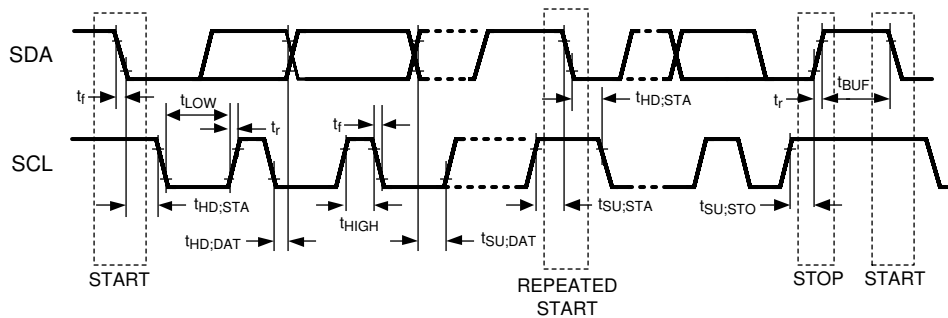 SDA
tf
tLOW
tr
tf
tHD;STA
tr
tBUF
SCL
tHD;STA
tHD;DAT
tHIGH
tSU;DAT
tSU;STA
tSU;STO
START
REPEATED
START
STOP
START